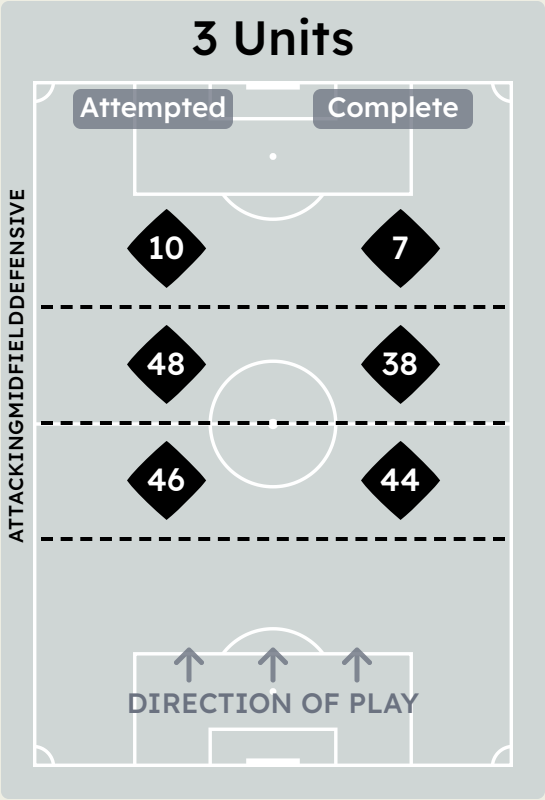 3 Units
Attempted Complete
10 7
48 38
46 44
ATTACKINGMIDFIELDDEFENSIVE
DIRECTION OF PLAY